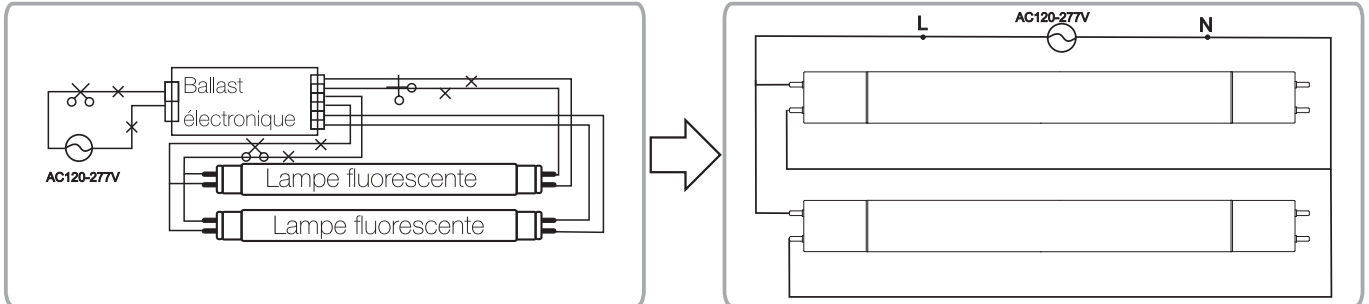 Ballast
électronique
AC120-277V
Lampe fluorescente
Lampe fluorescente
L
AC120-277V
N